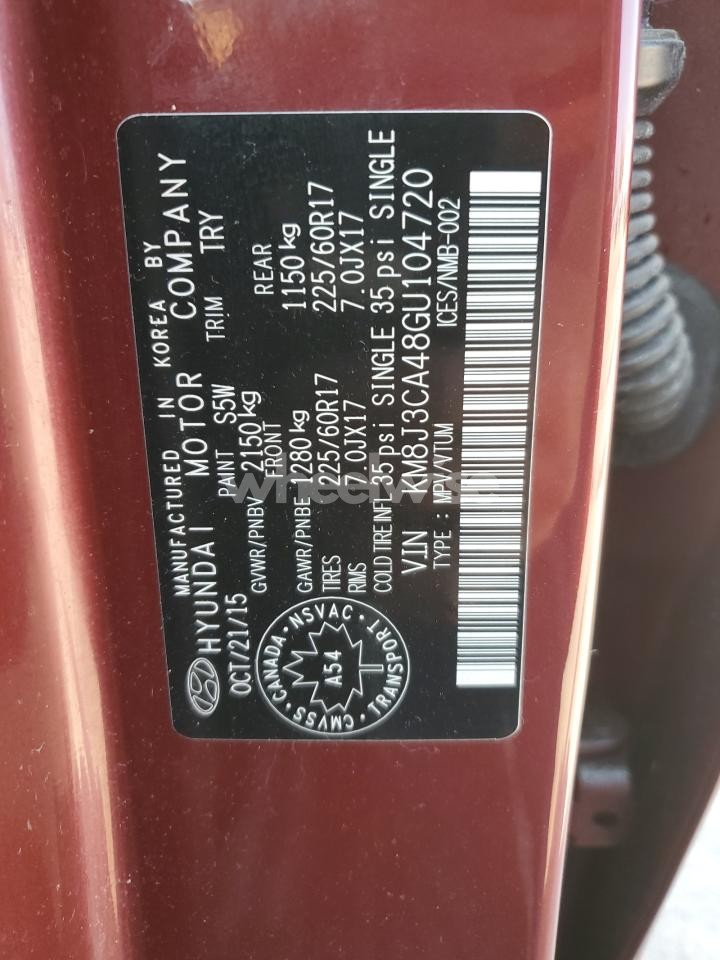 MANUFACTURED IN KOREA BY
HYUNDAI MOTOR COMPANY
OCT/21/15 PAINT S5W TRIM TRY
GVWR/PNBV 2150 kg
FRONT REAR
GAWR/PNBE 1280 kg 1150 kg
TIRES 225/60R17 225/60R17
RIMS 7.0JX17 7.0JX17
COLD TIRE INFL 35 psi SINGLE 35 psi SINGLE
VIN KM8J3CA48GU104720
TYPE : MPV/VTUM ICES/NMB-002
CANADA · NSVAC · TRANSPORT · CMVSS ·
A54
wheelwise